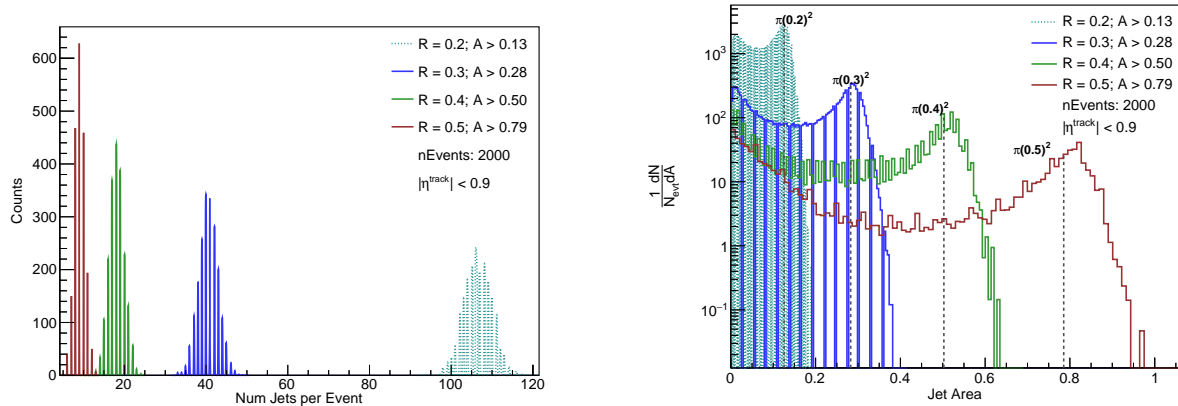 600
500
400
300
200
100
0
Counts
20 40 60 80 100 120
Num Jets per Event
R = 0.2; A > 0.13
R = 0.3; A > 0.28
R = 0.4; A > 0.50
R = 0.5; A > 0.79
nEvents: 2000
|η^track| < 0.9
10³
10²
10
1
10⁻¹
1 dN
N_evt dA
0 0.2 0.4 0.6 0.8 1
Jet Area
π(0.2)²
π(0.3)²
π(0.4)²
π(0.5)²
R = 0.2; A > 0.13
R = 0.3; A > 0.28
R = 0.4; A > 0.50
R = 0.5; A > 0.79
nEvents: 2000
|η^track| < 0.9